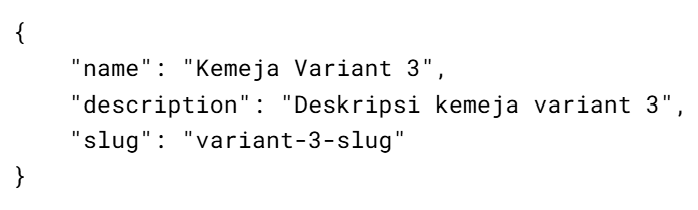 {
    "name": "Kemeja Variant 3",
    "description": "Deskripsi kemeja variant 3",
    "slug": "variant-3-slug"
}